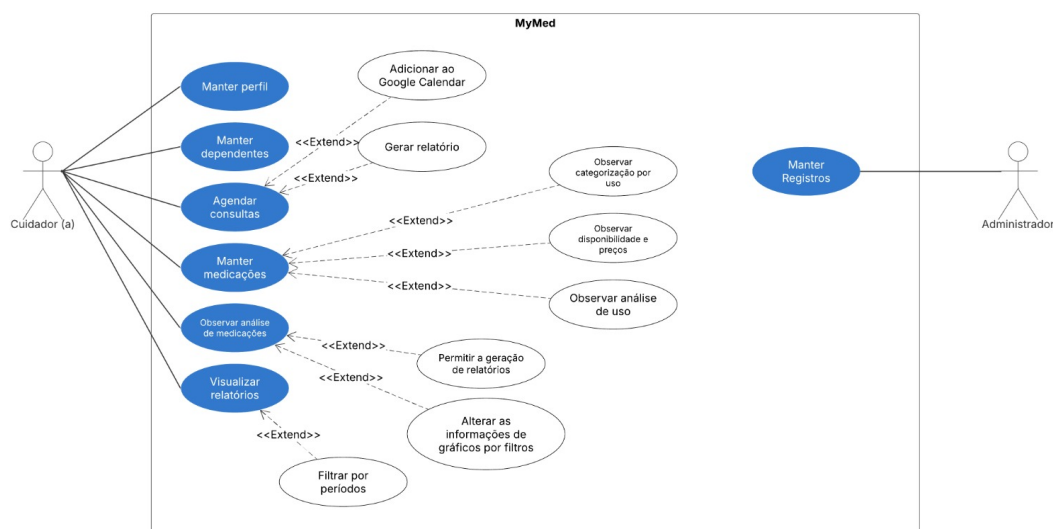 MyMed
Manter perfil
Adicionar ao
Google Calendar
Manter
dependentes
<<Extend>>
Gerar relatório
<<Extend>>
Agendar
consultas
Observar
categorização por
uso
Manter
Registros
Cuidador (a)
Administrador
<<Extend>>
Observar
disponibilidade e
preços
Manter
medicações
<<Extend>>
<<Extend>>
Observar análise
de uso
Observar análise
de medicações
<<Extend>>
Permitir a geração
de relatórios
<<Extend>>
Visualizar
relatórios
Alterar as
informações de
gráficos por filtros
<<Extend>>
Filtrar por
períodos